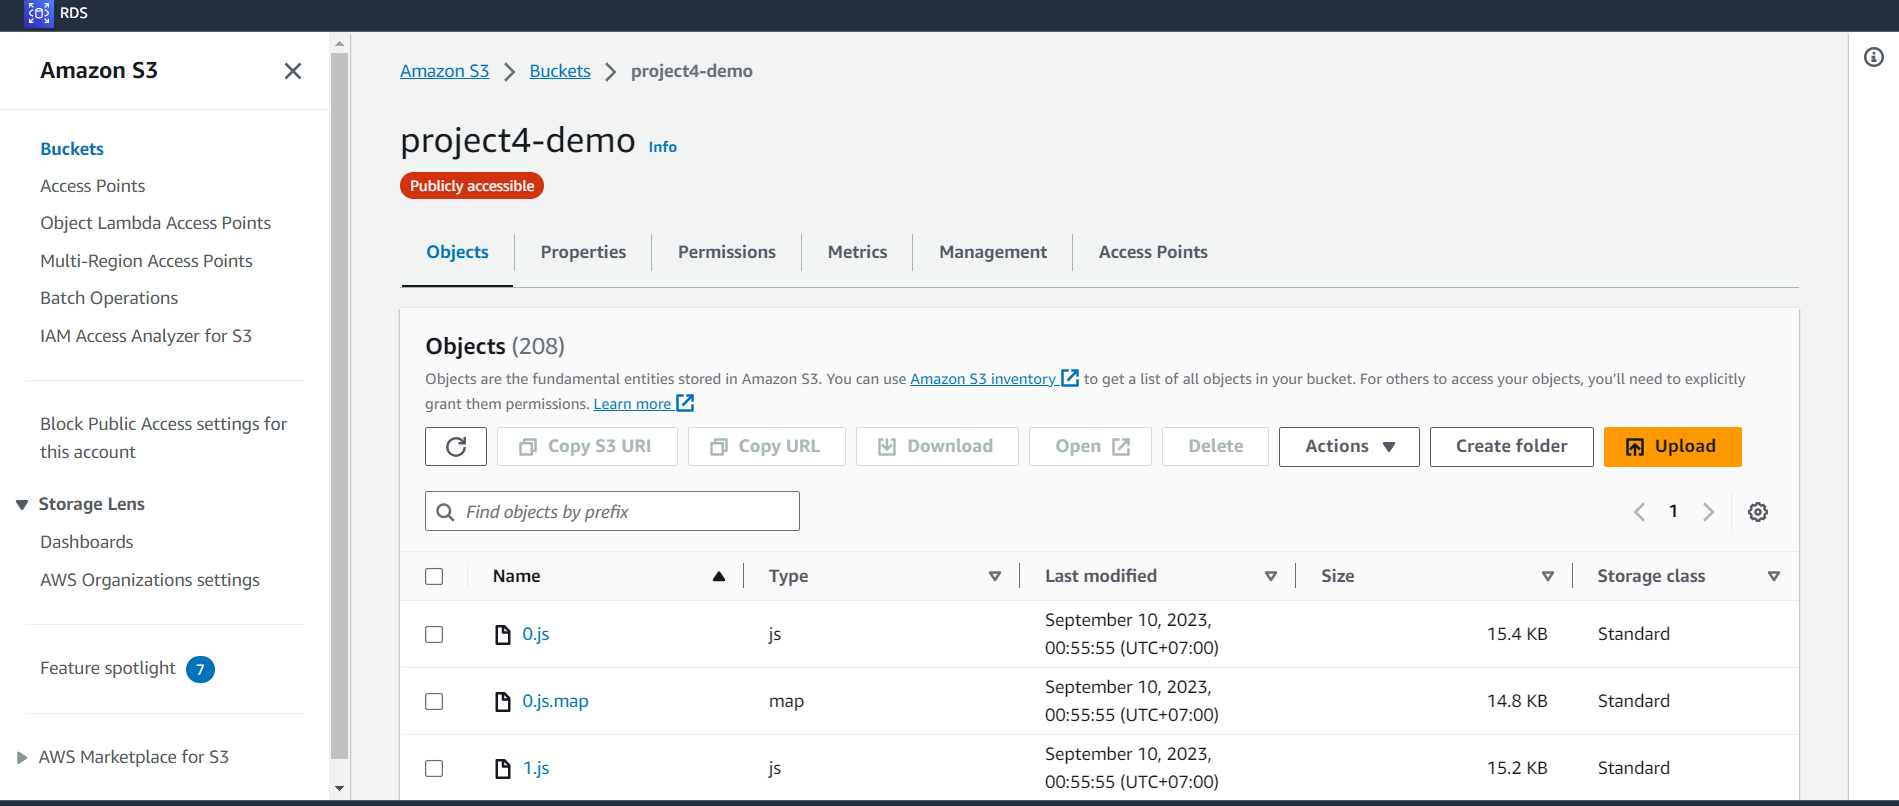 RDS
Amazon S3
Buckets
Access Points
Object Lambda Access Points
Multi-Region Access Points
Batch Operations
IAM Access Analyzer for S3
Block Public Access settings for
this account
Storage Lens
Dashboards
AWS Organizations settings
Feature spotlight 7
AWS Marketplace for S3
Amazon S3 Buckets project4-demo
project4-demo Info
Publicly accessible
Objects Properties Permissions Metrics Management Access Points
Objects (208)
Objects are the fundamental entities stored in Amazon S3. You can use Amazon S3 inventory to get a list of all objects in your bucket. For others to access your objects, you'll need to explicitly
grant them permissions. Learn more
Copy S3 URI Copy URL Download Open Delete Actions Create folder Upload
Find objects by prefix 1
Name Type Last modified Size Storage class
0.js js September 10, 2023, 15.4 KB Standard
00:55:55 (UTC+07:00)
0.js.map map September 10, 2023, 14.8 KB Standard
00:55:55 (UTC+07:00)
1.js js September 10, 2023, 15.2 KB Standard
00:55:55 (UTC+07:00)